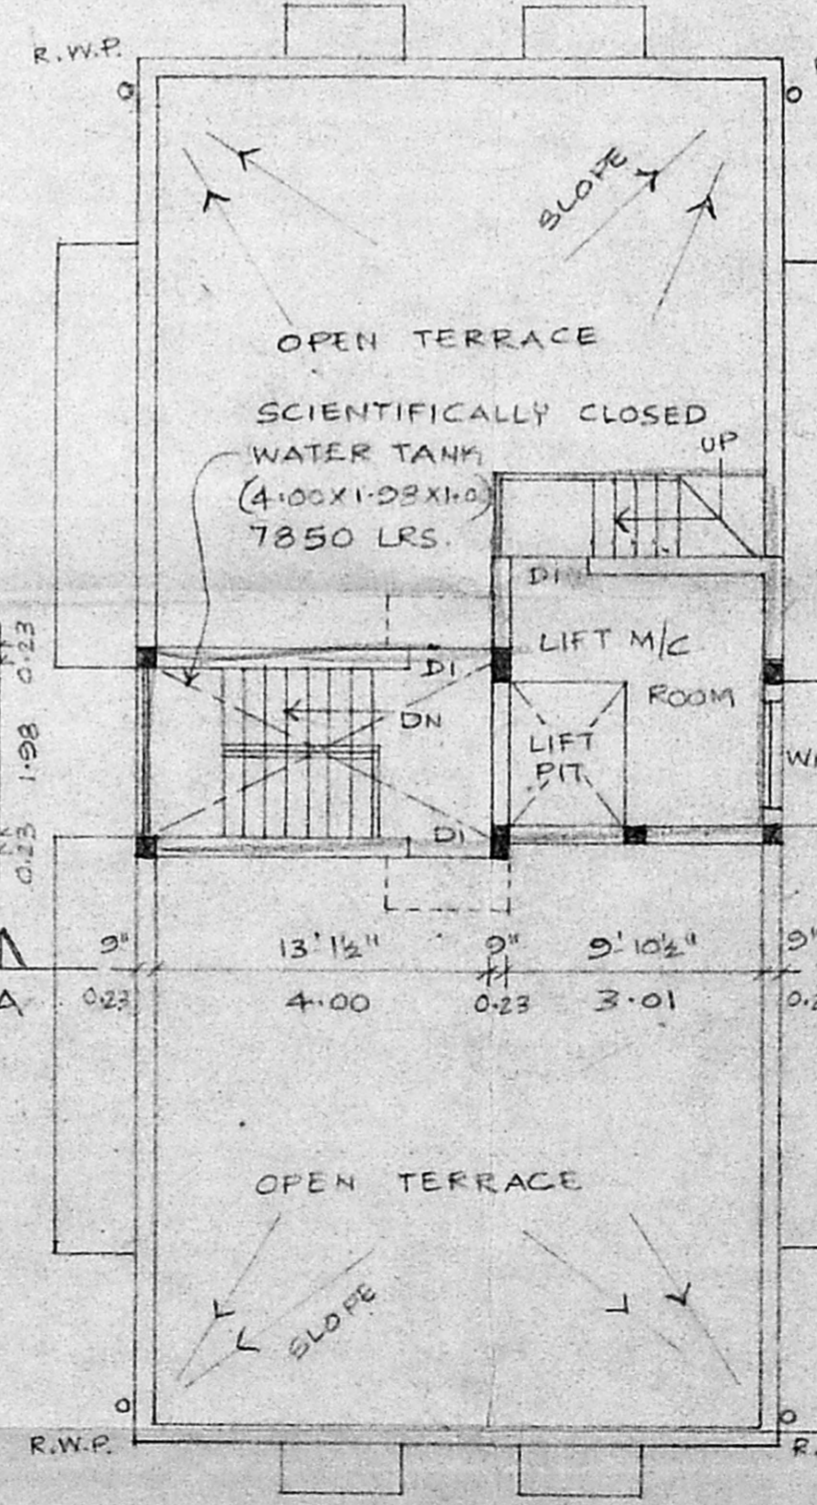 R.W.P.
SLOPE
OPEN TERRACE
SCIENTIFICALLY CLOSED
WATER TANK
(4.00X1.98X1.0)
7850 LRS.
UP
D1
LIFT M/C
ROOM
D1
DN
LIFT
PIT
D1
0.23 1.98 0.23
9" 13'1½" 9" 9'10½" 9"
0.23 4.00 0.23 3.01
A
OPEN TERRACE
SLOPE
R.W.P.